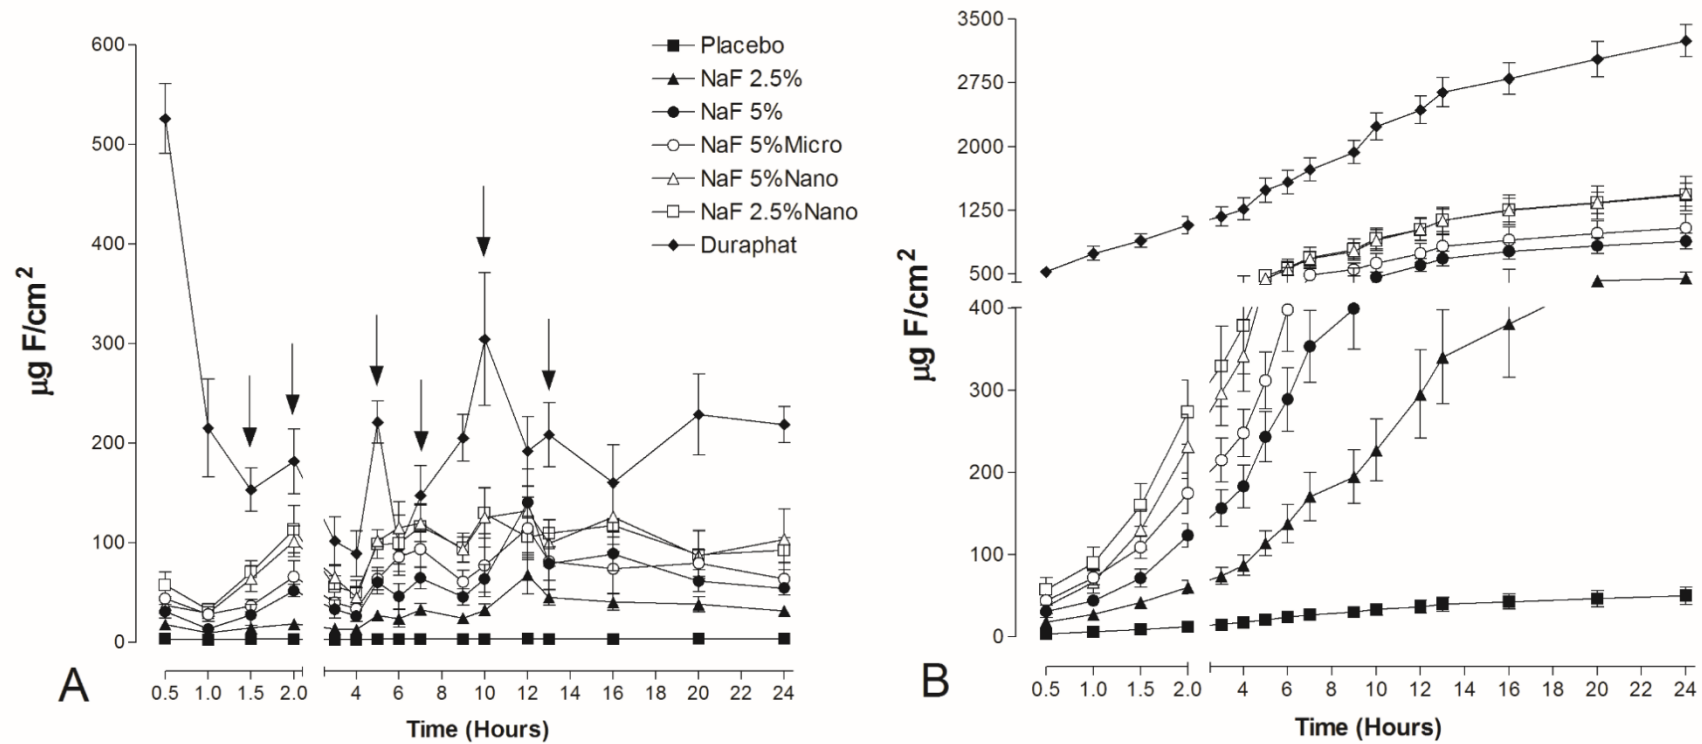 A
µg F/cm²
600
500
400
300
200
100
0
Placebo
NaF 2.5%
NaF 5%
NaF 5%Micro
NaF 5%Nano
NaF 2.5%Nano
Duraphat
0.5 1.0 1.5 2.0 4 6 8 10 12 14 16 18 20 22 24
Time (Hours)
B
µg F/cm²
3500
2750
2000
1250
500
400
300
200
100
0
0.5 1.0 1.5 2.0 4 6 8 10 12 14 16 18 20 22 24
Time (Hours)